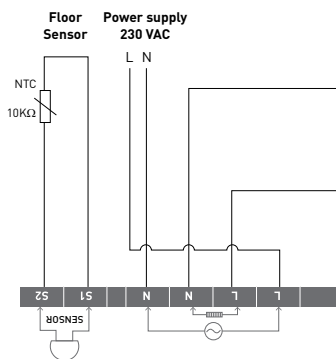 Floor
Sensor
Power supply
230 VAC
L N
NTC
10KΩ
S2 S1 N N L L
SENSOR